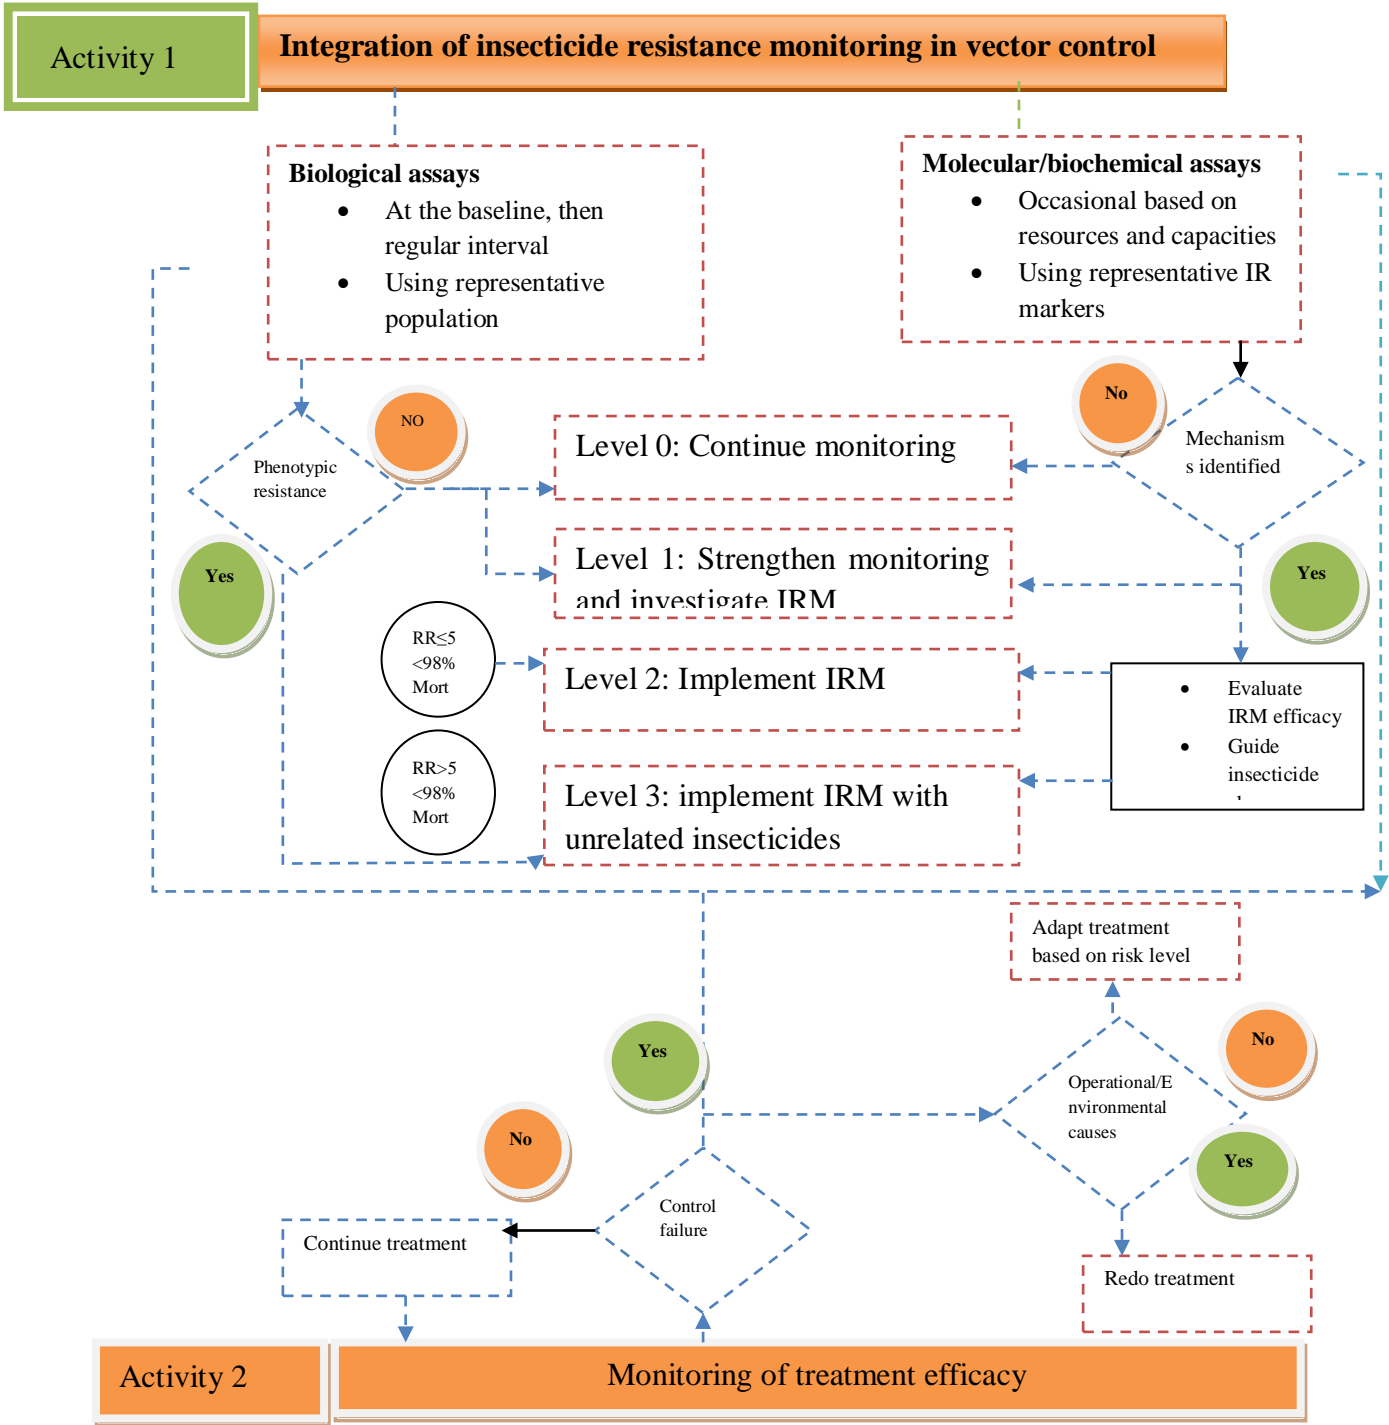 Activity 1
Integration of insecticide resistance monitoring in vector control
Biological assays
• At the baseline, then
regular interval
• Using representative
population
Molecular/biochemical assays
• Occasional based on
resources and capacities
• Using representative IR
markers
NO
No
Phenotypic
resistance
Mechanism
s identified
Level 0: Continue monitoring
Yes
Yes
Level 1: Strengthen monitoring
and investigate IRM
RR≤5
<98%
Mort
Level 2: Implement IRM
• Evaluate
IRM efficacy
• Guide
insecticide
RR>5
<98%
Mort
Level 3: implement IRM with
unrelated insecticides
Adapt treatment
based on risk level
Yes
No
Operational/E
nvironmental
causes
No
Yes
Control
failure
Continue treatment
Redo treatment
Activity 2
Monitoring of treatment efficacy